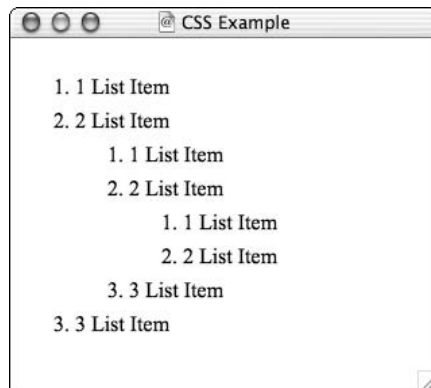 CSS Example
1. 1 List Item
2. 2 List Item
1. 1 List Item
2. 2 List Item
1. 1 List Item
2. 2 List Item
3. 3 List Item
3. 3 List Item